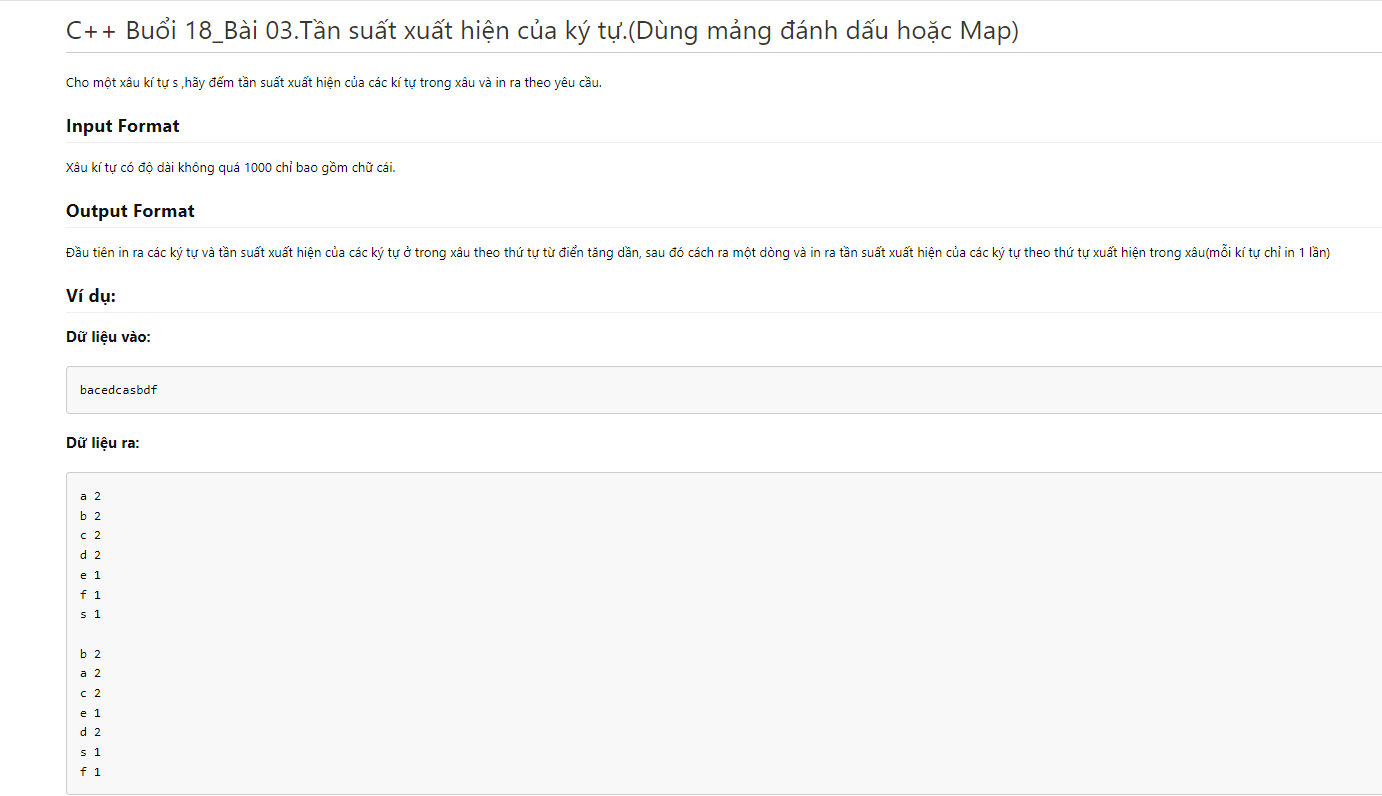 C++ Buổi 18_Bài 03.Tần suất xuất hiện của ký tự.(Dùng mảng đánh dấu hoặc Map)
Cho một xâu kí tự s ,hãy đếm tần suất xuất hiện của các kí tự trong xâu và in ra theo yêu cầu.
Input Format
Xâu kí tự có độ dài không quá 1000 chỉ bao gồm chữ cái.
Output Format
Đầu tiên in ra các ký tự và tần suất xuất hiện của các ký tự ở trong xâu theo thứ tự từ điển tăng dần, sau đó cách ra một dòng và in ra tần suất xuất hiện của các ký tự theo thứ tự xuất hiện trong xâu(mỗi kí tự chỉ in 1 lần)
Ví dụ:
Dữ liệu vào:
bacedcasbdf
Dữ liệu ra:
a 2
b 2
c 2
d 2
e 1
f 1
s 1
b 2
a 2
c 2
e 1
d 2
s 1
f 1